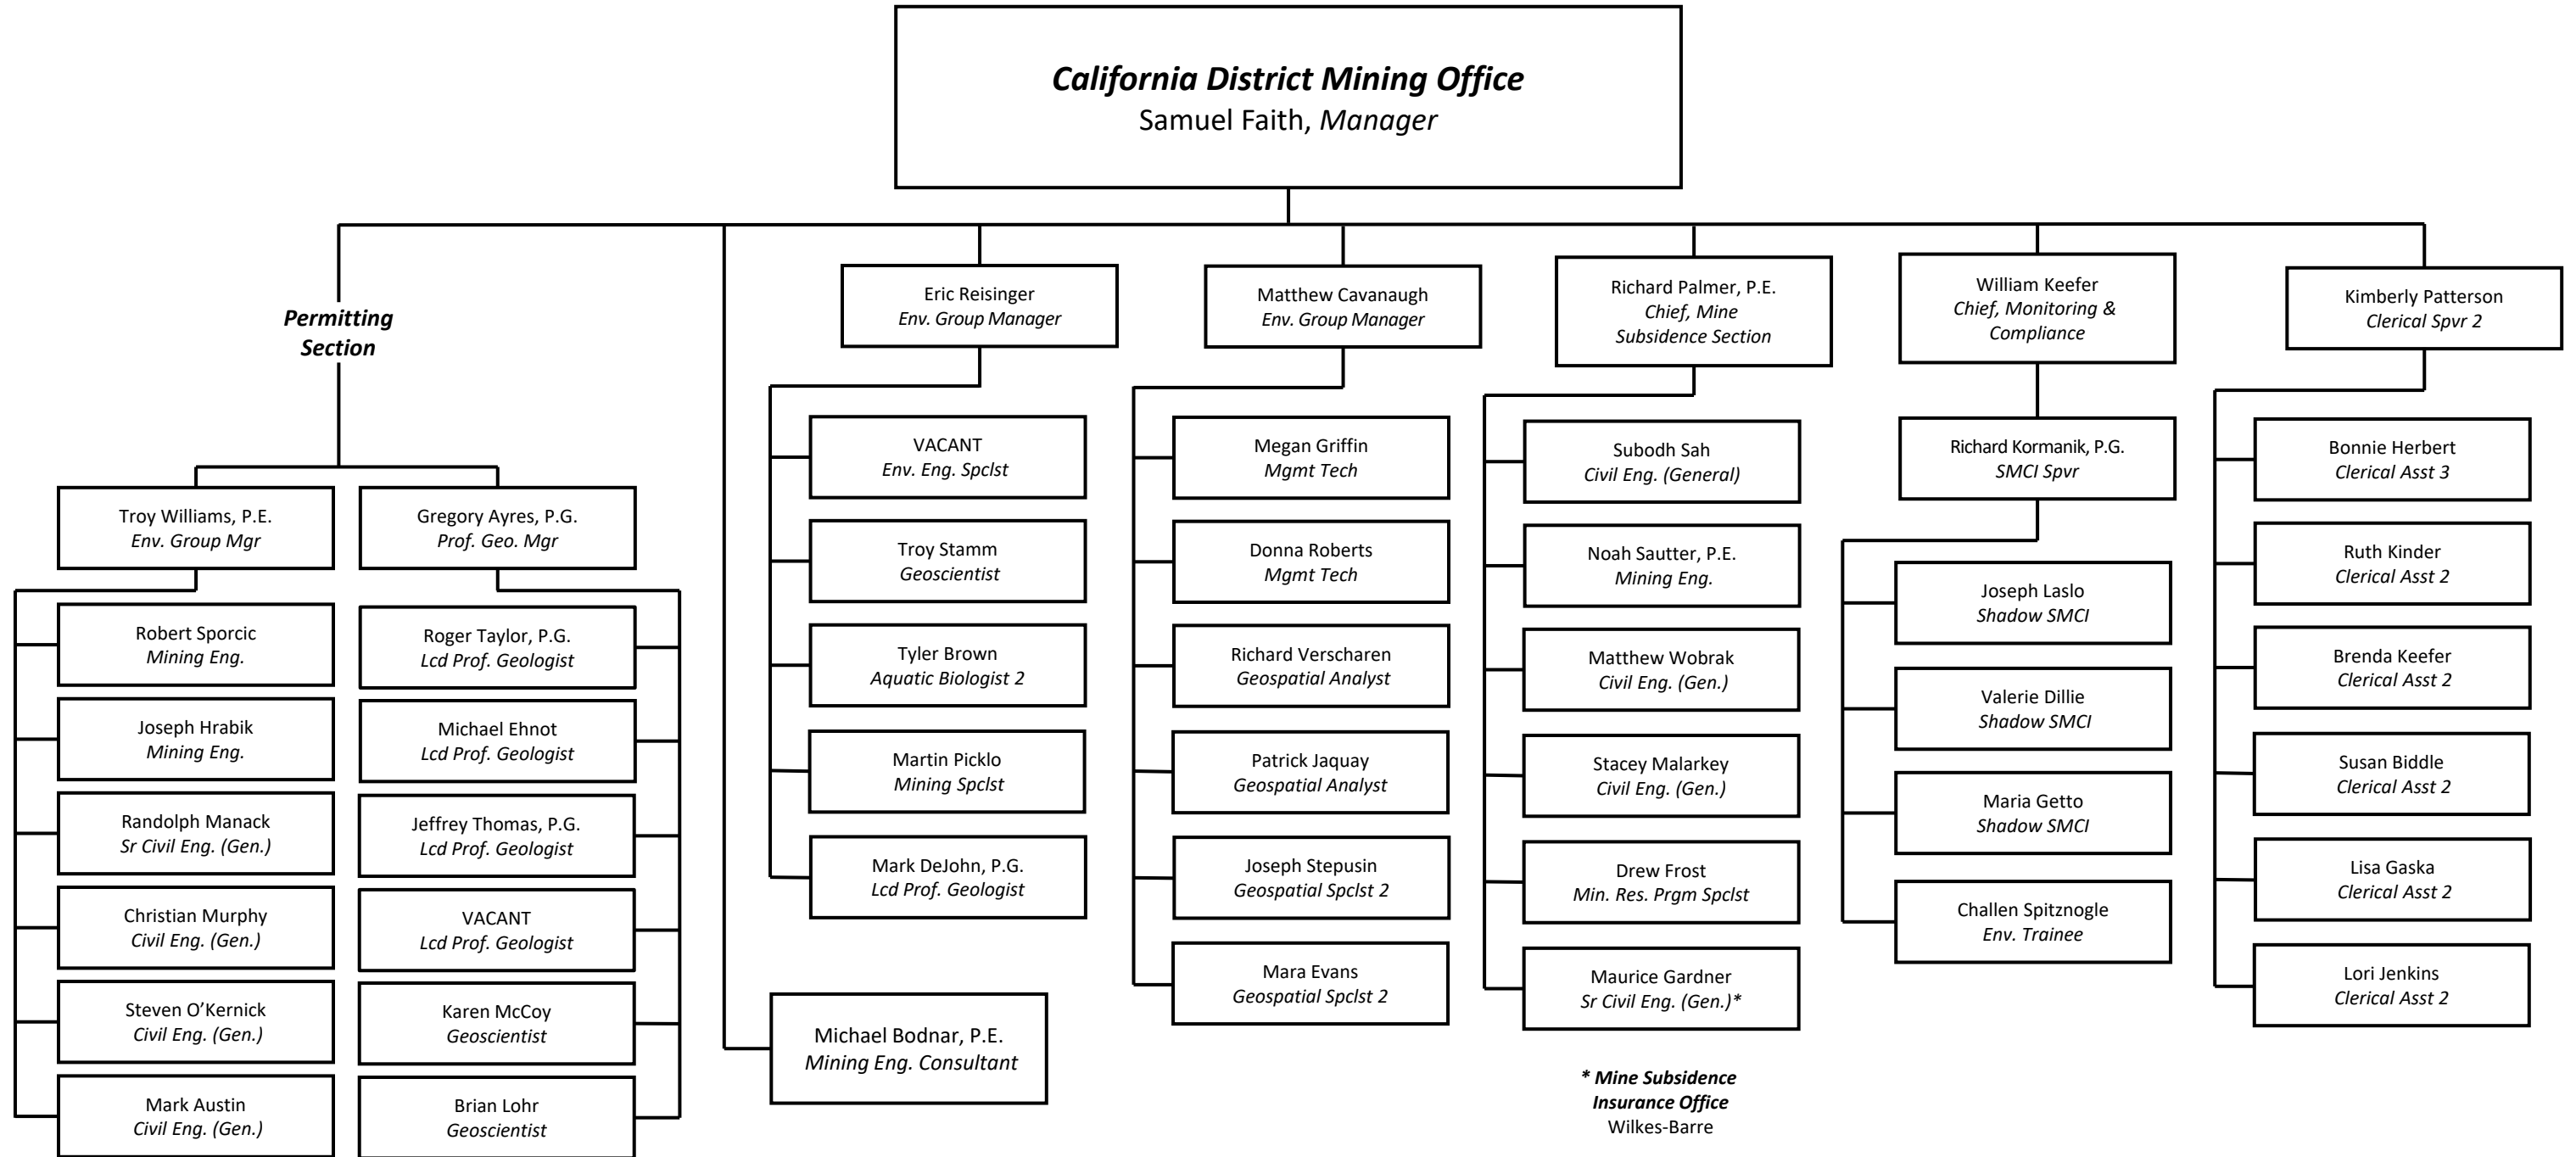 California District Mining Office
Samuel Faith, Manager
Permitting
Section
Troy Williams, P.E.
Env. Group Mgr
Robert Sporcic
Mining Eng.
Joseph Hrabik
Mining Eng.
Randolph Manack
Sr Civil Eng. (Gen.)
Christian Murphy
Civil Eng. (Gen.)
Steven O’Kernick
Civil Eng. (Gen.)
Mark Austin
Civil Eng. (Gen.)
Gregory Ayres, P.G.
Prof. Geo. Mgr
Roger Taylor, P.G.
Lcd Prof. Geologist
Michael Ehnot
Lcd Prof. Geologist
Jeffrey Thomas, P.G.
Lcd Prof. Geologist
VACANT
Lcd Prof. Geologist
Karen McCoy
Geoscientist
Brian Lohr
Geoscientist
Michael Bodnar, P.E.
Mining Eng. Consultant
Eric Reisinger
Env. Group Manager
VACANT
Env. Eng. Spclst
Troy Stamm
Geoscientist
Tyler Brown
Aquatic Biologist 2
Martin Picklo
Mining Spclst
Mark DeJohn, P.G.
Lcd Prof. Geologist
Matthew Cavanaugh
Env. Group Manager
Megan Griffin
Mgmt Tech
Donna Roberts
Mgmt Tech
Richard Verscharen
Geospatial Analyst
Patrick Jaquay
Geospatial Analyst
Joseph Stepusin
Geospatial Spclst 2
Mara Evans
Geospatial Spclst 2
Richard Palmer, P.E.
Chief, Mine
Subsidence Section
Subodh Sah
Civil Eng. (General)
Noah Sautter, P.E.
Mining Eng.
Matthew Wobrak
Civil Eng. (Gen.)
Stacey Malarkey
Civil Eng. (Gen.)
Drew Frost
Min. Res. Prgm Spclst
Maurice Gardner
Sr Civil Eng. (Gen.)*
* Mine Subsidence
Insurance Office
Wilkes-Barre
William Keefer
Chief, Monitoring &
Compliance
Richard Kormanik, P.G.
SMCI Spvr
Joseph Laslo
Shadow SMCI
Valerie Dillie
Shadow SMCI
Maria Getto
Shadow SMCI
Challen Spitznogle
Env. Trainee
Kimberly Patterson
Clerical Spvr 2
Bonnie Herbert
Clerical Asst 3
Ruth Kinder
Clerical Asst 2
Brenda Keefer
Clerical Asst 2
Susan Biddle
Clerical Asst 2
Lisa Gaska
Clerical Asst 2
Lori Jenkins
Clerical Asst 2